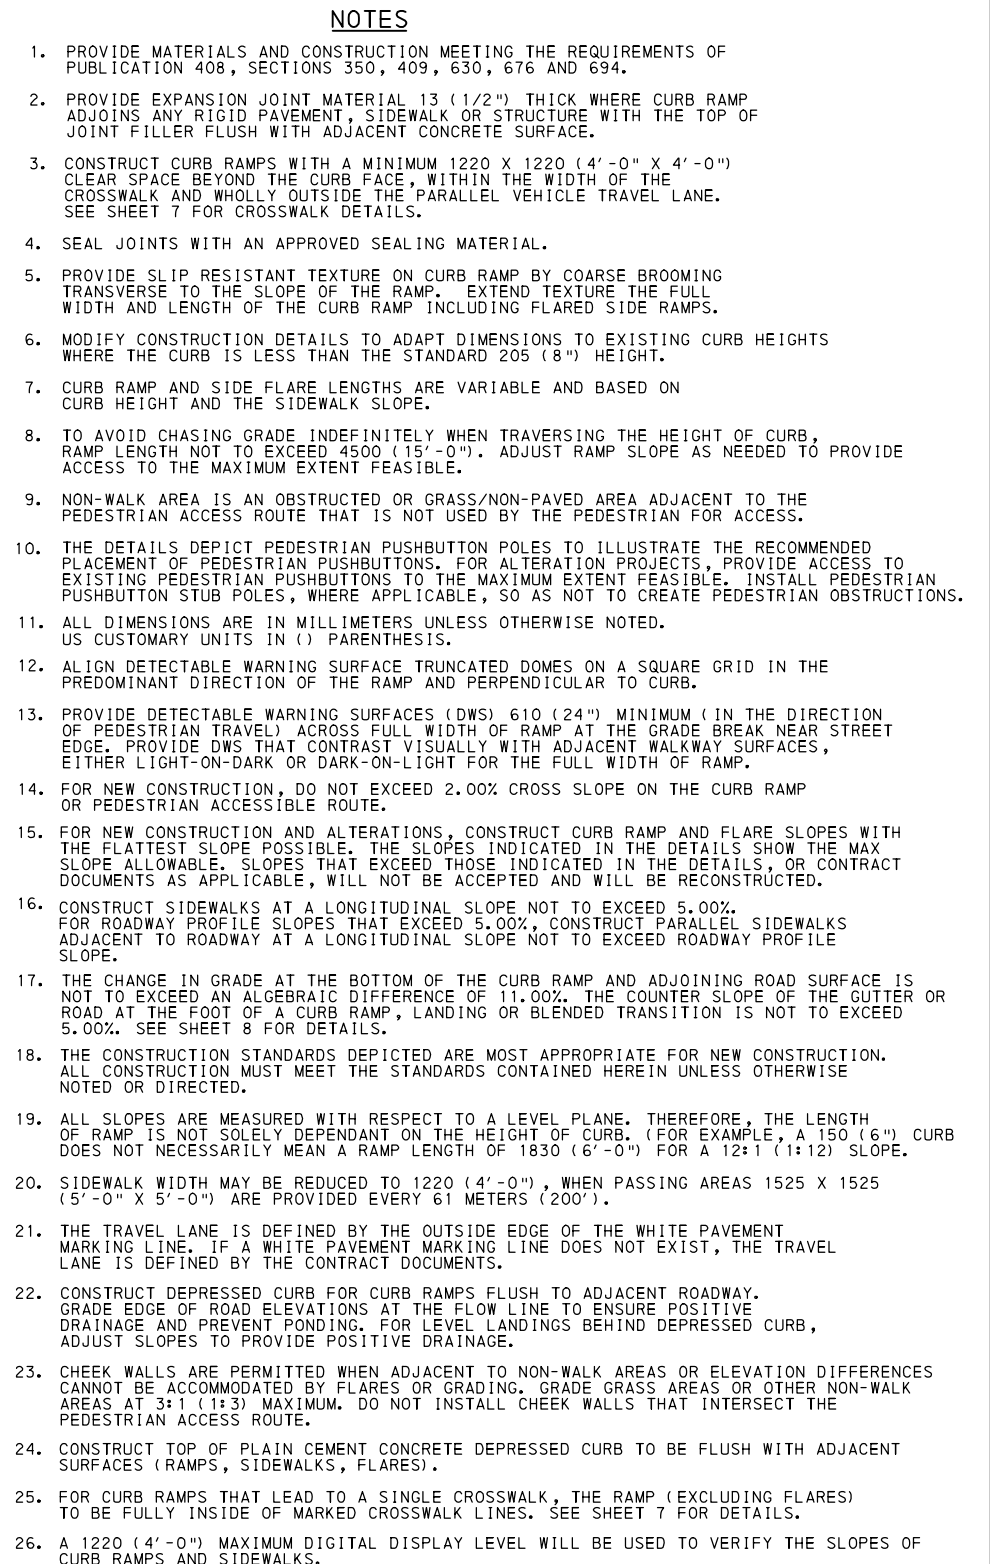 NOTES
1. PROVIDE MATERIALS AND CONSTRUCTION MEETING THE REQUIREMENTS OF
PUBLICATION 408, SECTIONS 350, 409, 630, 676 AND 694.
2. PROVIDE EXPANSION JOINT MATERIAL 13 (1/2") THICK WHERE CURB RAMP
ADJOINS ANY RIGID PAVEMENT, SIDEWALK OR STRUCTURE WITH THE TOP OF
JOINT FILLER FLUSH WITH ADJACENT CONCRETE SURFACE.
3. CONSTRUCT CURB RAMPS WITH A MINIMUM 1220 X 1220 (4'-0" X 4'-0")
CLEAR SPACE BEYOND THE CURB FACE, WITHIN THE WIDTH OF THE
CROSSWALK AND WHOLLY OUTSIDE THE PARALLEL VEHICLE TRAVEL LANE.
SEE SHEET 7 FOR CROSSWALK DETAILS.
4. SEAL JOINTS WITH AN APPROVED SEALING MATERIAL.
5. PROVIDE SLIP RESISTANT TEXTURE ON CURB RAMP BY COARSE BROOMING
TRANSVERSE TO THE SLOPE OF THE RAMP. EXTEND TEXTURE THE FULL
WIDTH AND LENGTH OF THE CURB RAMP INCLUDING FLARED SIDE RAMPS.
6. MODIFY CONSTRUCTION DETAILS TO ADAPT DIMENSIONS TO EXISTING CURB HEIGHTS
WHERE THE CURB IS LESS THAN THE STANDARD 205 (8") HEIGHT.
7. CURB RAMP AND SIDE FLARE LENGTHS ARE VARIABLE AND BASED ON
CURB HEIGHT AND THE SIDEWALK SLOPE.
8. TO AVOID CHASING GRADE INDEFINITELY WHEN TRAVERSING THE HEIGHT OF CURB,
RAMP LENGTH NOT TO EXCEED 4500 (15'-0"). ADJUST RAMP SLOPE AS NEEDED TO PROVIDE
ACCESS TO THE MAXIMUM EXTENT FEASIBLE.
9. NON-WALK AREA IS AN OBSTRUCTED OR GRASS/NON-PAVED AREA ADJACENT TO THE
PEDESTRIAN ACCESS ROUTE THAT IS NOT USED BY THE PEDESTRIAN FOR ACCESS.
10. THE DETAILS DEPICT PEDESTRIAN PUSHBUTTON POLES TO ILLUSTRATE THE RECOMMENDED
PLACEMENT OF PEDESTRIAN PUSHBUTTONS. FOR ALTERATION PROJECTS, PROVIDE ACCESS TO
EXISTING PEDESTRIAN PUSHBUTTONS TO THE MAXIMUM EXTENT FEASIBLE. INSTALL PEDESTRIAN
PUSHBUTTON STUB POLES, WHERE APPLICABLE, SO AS NOT TO CREATE PEDESTRIAN OBSTRUCTIONS.
11. ALL DIMENSIONS ARE IN MILLIMETERS UNLESS OTHERWISE NOTED.
US CUSTOMARY UNITS IN () PARENTHESIS.
12. ALIGN DETECTABLE WARNING SURFACE TRUNCATED DOMES ON A SQUARE GRID IN THE
PREDOMINANT DIRECTION OF THE RAMP AND PERPENDICULAR TO CURB.
13. PROVIDE DETECTABLE WARNING SURFACES (DWS) 610 (24") MINIMUM (IN THE DIRECTION
OF PEDESTRIAN TRAVEL) ACROSS FULL WIDTH OF RAMP AT THE GRADE BREAK NEAR STREET
EDGE. PROVIDE DWS THAT CONTRAST VISUALLY WITH ADJACENT WALKWAY SURFACES,
EITHER LIGHT-ON-DARK OR DARK-ON-LIGHT FOR THE FULL WIDTH OF RAMP.
14. FOR NEW CONSTRUCTION, DO NOT EXCEED 2.00% CROSS SLOPE ON THE CURB RAMP
OR PEDESTRIAN ACCESSIBLE ROUTE.
15. FOR NEW CONSTRUCTION AND ALTERATIONS, CONSTRUCT CURB RAMP AND FLARE SLOPES WITH
THE FLATTEST SLOPE POSSIBLE. THE SLOPES INDICATED IN THE DETAILS SHOW THE MAX
SLOPE ALLOWABLE. SLOPES THAT EXCEED THOSE INDICATED IN THE DETAILS, OR CONTRACT
DOCUMENTS AS APPLICABLE, WILL NOT BE ACCEPTED AND WILL BE RECONSTRUCTED.
16. CONSTRUCT SIDEWALKS AT A LONGITUDINAL SLOPE NOT TO EXCEED 5.00%.
FOR ROADWAY PROFILE SLOPES THAT EXCEED 5.00%, CONSTRUCT PARALLEL SIDEWALKS
ADJACENT TO ROADWAY AT A LONGITUDINAL SLOPE NOT TO EXCEED ROADWAY PROFILE
SLOPE.
17. THE CHANGE IN GRADE AT THE BOTTOM OF THE CURB RAMP AND ADJOINING ROAD SURFACE IS
NOT TO EXCEED AN ALGEBRAIC DIFFERENCE OF 11.00%. THE COUNTER SLOPE OF THE GUTTER OR
ROAD AT THE FOOT OF A CURB RAMP, LANDING OR BLENDED TRANSITION IS NOT TO EXCEED
5.00%. SEE SHEET 8 FOR DETAILS.
18. THE CONSTRUCTION STANDARDS DEPICTED ARE MOST APPROPRIATE FOR NEW CONSTRUCTION.
ALL CONSTRUCTION MUST MEET THE STANDARDS CONTAINED HEREIN UNLESS OTHERWISE
NOTED OR DIRECTED.
19. ALL SLOPES ARE MEASURED WITH RESPECT TO A LEVEL PLANE. THEREFORE, THE LENGTH
OF RAMP IS NOT SOLELY DEPENDANT ON THE HEIGHT OF CURB. (FOR EXAMPLE, A 150 (6") CURB
DOES NOT NECESSARILY MEAN A RAMP LENGTH OF 1830 (6'-0") FOR A 12:1 (1:12) SLOPE.
20. SIDEWALK WIDTH MAY BE REDUCED TO 1220 (4'-0"), WHEN PASSING AREAS 1525 X 1525
(5'-0" X 5'-0") ARE PROVIDED EVERY 61 METERS (200').
21. THE TRAVEL LANE IS DEFINED BY THE OUTSIDE EDGE OF THE WHITE PAVEMENT
MARKING LINE. IF A WHITE PAVEMENT MARKING LINE DOES NOT EXIST, THE TRAVEL
LANE IS DEFINED BY THE CONTRACT DOCUMENTS.
22. CONSTRUCT DEPRESSED CURB FOR CURB RAMPS FLUSH TO ADJACENT ROADWAY.
GRADE EDGE OF ROAD ELEVATIONS AT THE FLOW LINE TO ENSURE POSITIVE
DRAINAGE AND PREVENT PONDING. FOR LEVEL LANDINGS BEHIND DEPRESSED CURB,
ADJUST SLOPES TO PROVIDE POSITIVE DRAINAGE.
23. CHEEK WALLS ARE PERMITTED WHEN ADJACENT TO NON-WALK AREAS OR ELEVATION DIFFERENCES
CANNOT BE ACCOMMODATED BY FLARES OR GRADING. GRADE GRASS AREAS OR OTHER NON-WALK
AREAS AT 3:1 (1:3) MAXIMUM. DO NOT INSTALL CHEEK WALLS THAT INTERSECT THE
PEDESTRIAN ACCESS ROUTE.
24. CONSTRUCT TOP OF PLAIN CEMENT CONCRETE DEPRESSED CURB TO BE FLUSH WITH ADJACENT
SURFACES (RAMPS, SIDEWALKS, FLARES).
25. FOR CURB RAMPS THAT LEAD TO A SINGLE CROSSWALK, THE RAMP (EXCLUDING FLARES)
TO BE FULLY INSIDE OF MARKED CROSSWALK LINES. SEE SHEET 7 FOR DETAILS.
26. A 1220 (4'-0") MAXIMUM DIGITAL DISPLAY LEVEL WILL BE USED TO VERIFY THE SLOPES OF
CURB RAMPS AND SIDEWALKS.